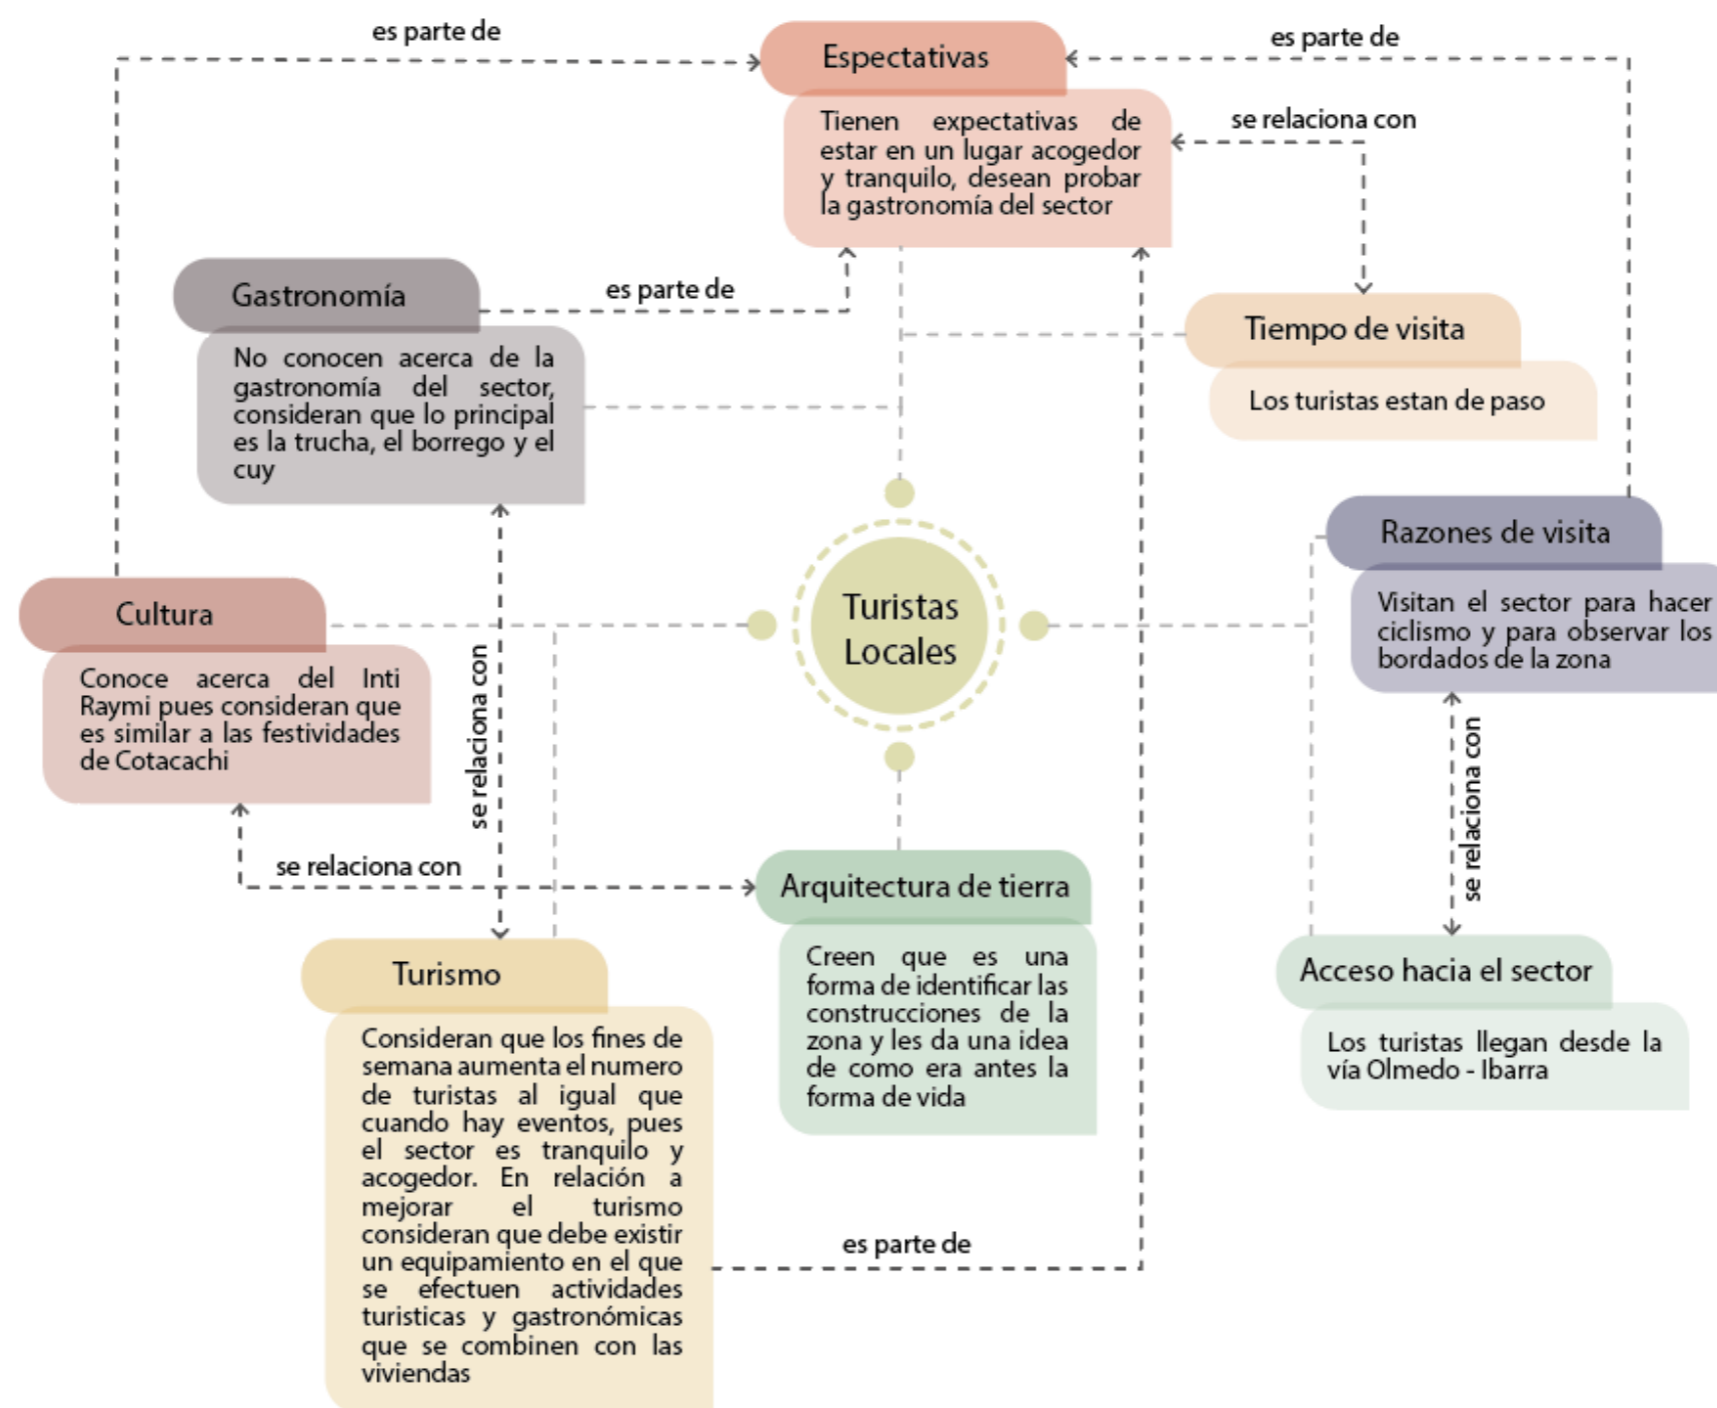 es parte de
Espectativas
es parte de
Tienen expectativas de
estar en un lugar acogedor
y tranquilo, desean probar
la gastronomía del sector
se relaciona con
Gastronomía
es parte de
No conocen acerca de la
gastronomía del sector,
consideran que lo principal
es la trucha, el borrego y el
cuy
Tiempo de visita
Los turistas estan de paso
Razones de visita
Visitan el sector para hacer
ciclismo y para observar los
bordados de la zona
Turistas
Locales
Cultura
Conoce acerca del Inti
Raymi pues consideran que
es similar a las festividades
de Cotacachi
se relaciona con
se relaciona con
se relaciona con
Arquitectura de tierra
Creen que es una
forma de identificar las
construcciones de la
zona y les da una idea
de como era antes la
forma de vida
Acceso hacia el sector
Los turistas llegan desde la
vía Olmedo - Ibarra
Turismo
Consideran que los fines de
semana aumenta el numero
de turistas al igual que
cuando hay eventos, pues
el sector es tranquilo y
acogedor. En relación a
mejorar el turismo
consideran que debe existir
un equipamiento en el que
se efectuen actividades
turisticas y gastronómicas
que se combinen con las
viviendas
es parte de